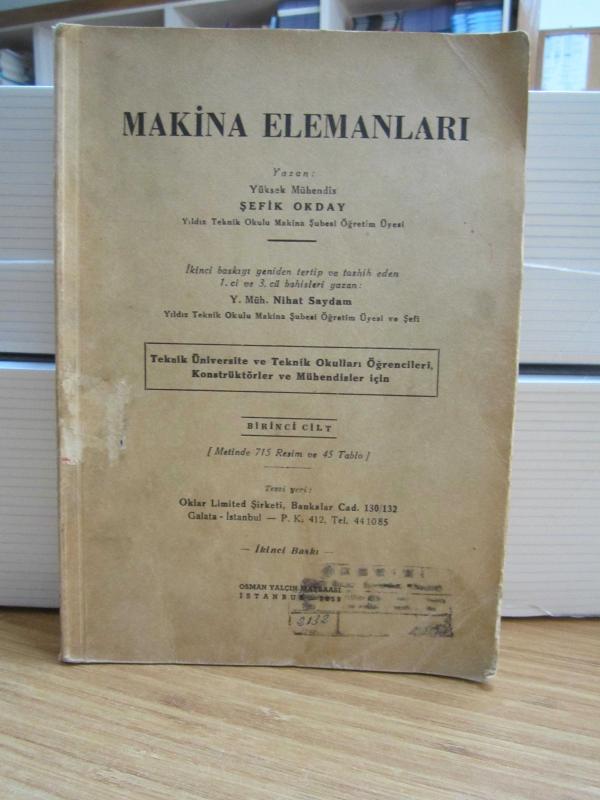 MAKİNA ELEMANLARI
Yazan:
Yüksek Mühendis
ŞEFİK OKDAY
Yıldız Teknik Okulu Makina Şubesi Öğretim Üyesi
İkinci baskıyı yeniden tertip ve tashih eden
1. ci ve 3. cü bahisleri yazan:
Y. Müh. Nihat Saydam
Yıldız Teknik Okulu Makina Şubesi Öğretim Üyesi ve Şefi
Teknik Üniversite ve Teknik Okulları Öğrencileri,
Konstrüktörler ve Mühendisler için
BİRİNCİ CİLT
[ Metinde 715 Resim ve 45 Tablo ]
Tevzi yeri:
Oklar Limited Şirketi, Bankalar Cad. 130/132
Galata - İstanbul — P. K. 412, Tel. 441085
— İkinci Baskı —
OSMAN YALÇIN MATBAASI
İSTANBUL
2132